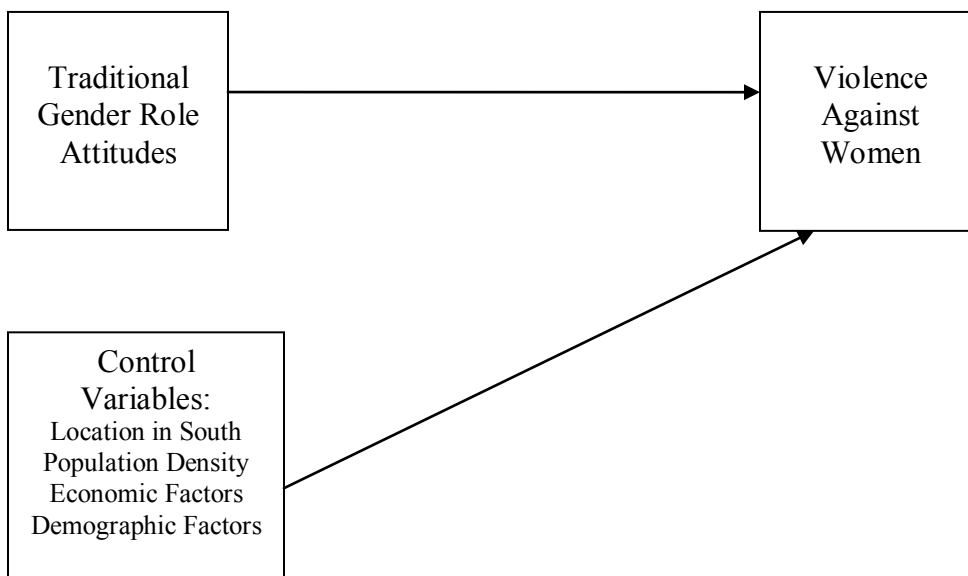 Traditional
Gender Role
Attitudes
Violence
Against
Women
Control
Variables:
Location in South
Population Density
Economic Factors
Demographic Factors